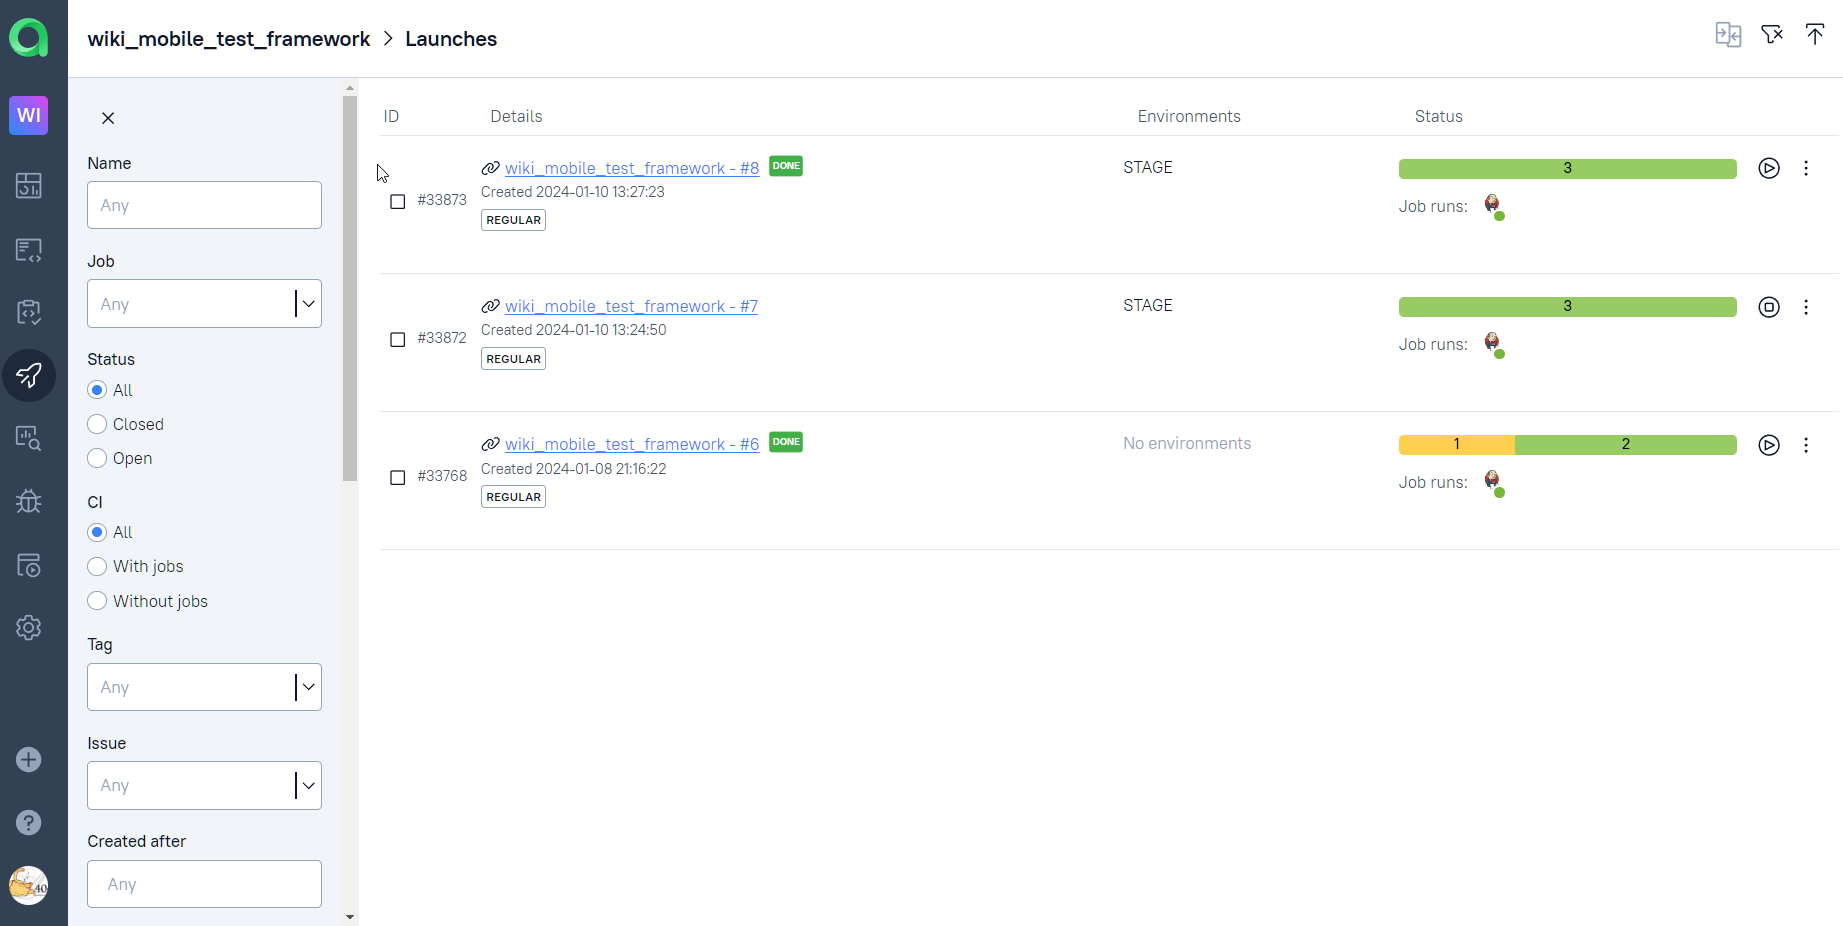 wiki_mobile_test_framework > Launches
WI
Name
Any
Job
Any
Status
All
Closed
Open
CI
All
With jobs
Without jobs
Tag
Any
Issue
Any
Created after
Any
40
ID Details Environments Status
#33873
wiki_mobile_test_framework - #8 DONE
Created 2024-01-10 13:27:23
REGULAR
STAGE
3
Job runs:
#33872
wiki_mobile_test_framework - #7
Created 2024-01-10 13:24:50
REGULAR
STAGE
3
Job runs:
#33768
wiki_mobile_test_framework - #6 DONE
Created 2024-01-08 21:16:22
REGULAR
No environments
1 2
Job runs: